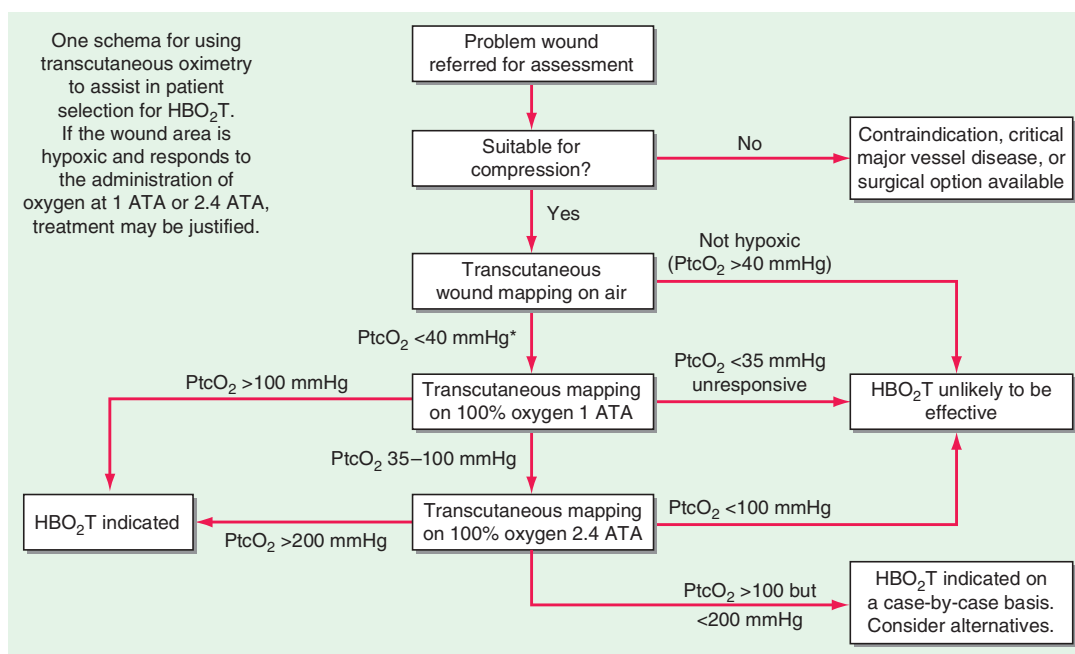 One schema for using
transcutaneous oximetry
to assist in patient
selection for HBO₂T.
If the wound area is
hypoxic and responds to
the administration of
oxygen at 1 ATA or 2.4 ATA,
treatment may be justified.
Problem wound
referred for assessment
Suitable for
compression?
No
Contraindication, critical
major vessel disease, or
surgical option available
Yes
Transcutaneous
wound mapping on air
Not hypoxic
(PtcO₂ >40 mmHg)
PtcO₂ <40 mmHg*
PtcO₂ >100 mmHg
Transcutaneous mapping
on 100% oxygen 1 ATA
PtcO₂ <35 mmHg
unresponsive
HBO₂T unlikely to be
effective
PtcO₂ 35–100 mmHg
HBO₂T indicated
PtcO₂ >200 mmHg
Transcutaneous mapping
on 100% oxygen 2.4 ATA
PtcO₂ <100 mmHg
PtcO₂ >100 but
<200 mmHg
HBO₂T indicated on
a case-by-case basis.
Consider alternatives.